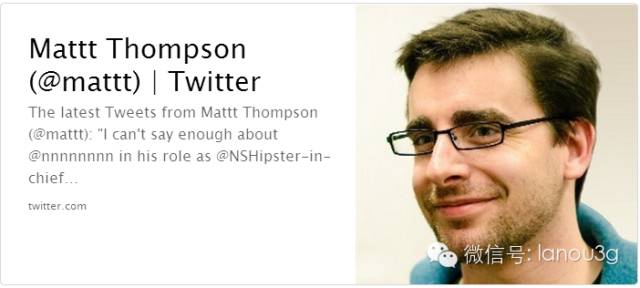 Mattt Thompson
(@mattt) | Twitter
The latest Tweets from Mattt Thompson
(@mattt): "I can't say enough about
@nnnnnnnn in his role as @NSHipster-in-
chief...
twitter.com
微信号: lanou3g